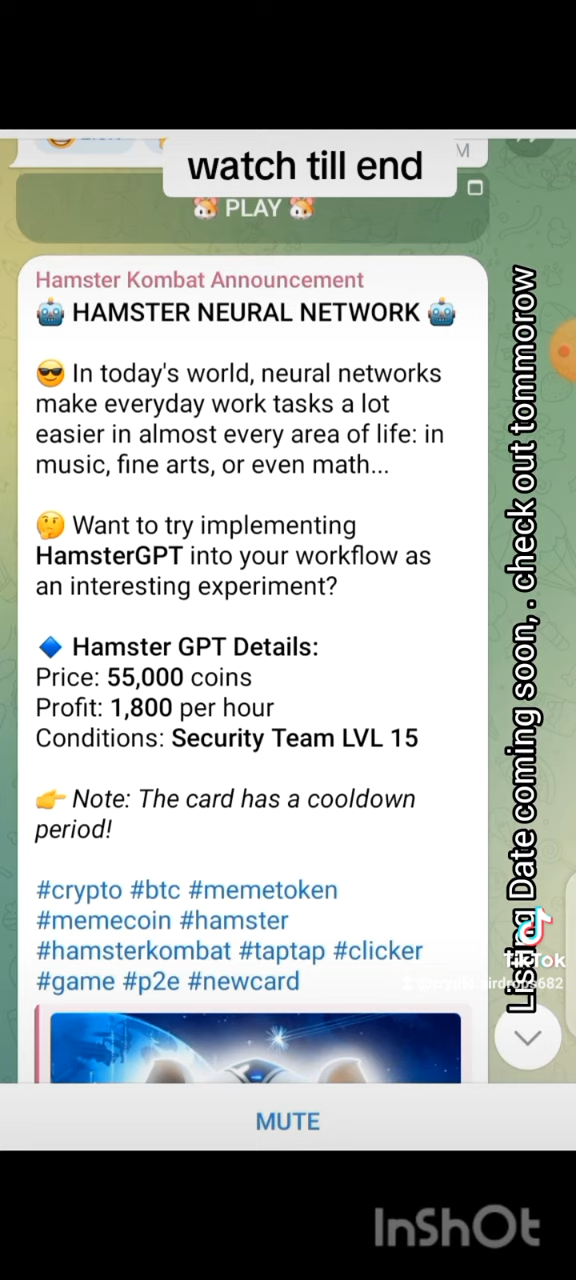 watch till end
M
🐹 PLAY 🐹
Hamster Kombat Announcement
🤖 HAMSTER NEURAL NETWORK 🤖
😎 In today's world, neural networks
make everyday work tasks a lot
easier in almost every area of life: in
music, fine arts, or even math...
🤔 Want to try implementing
HamsterGPT into your workflow as
an interesting experiment?
🔷 Hamster GPT Details:
Price: 55,000 coins
Profit: 1,800 per hour
Conditions: Security Team LVL 15
👉 Note: The card has a cooldown
period!
#crypto #btc #memetoken
#memecoin #hamster
#hamsterkombat #taptap #clicker
#game #p2e #newcard
Listing Date coming soon, . check out tommorow
TikTok
MUTE
InShOt